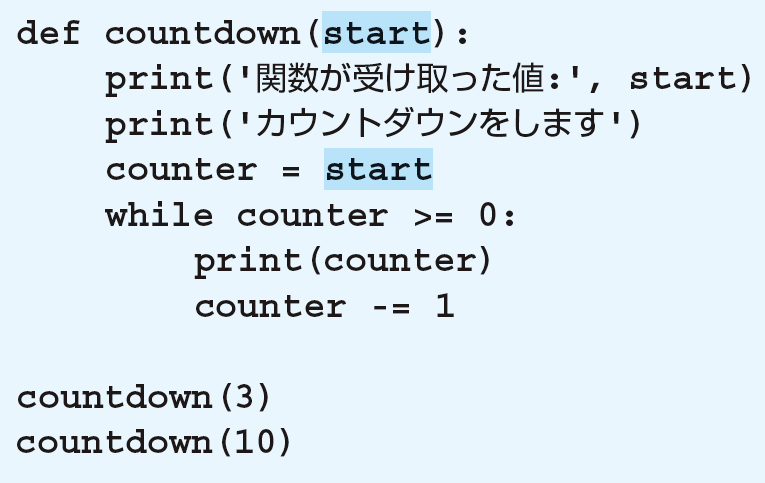 def countdown(start):
    print('関数が受け取った値:', start)
    print('カウントダウンをします')
    counter = start
    while counter >= 0:
        print(counter)
        counter -= 1

countdown(3)
countdown(10)